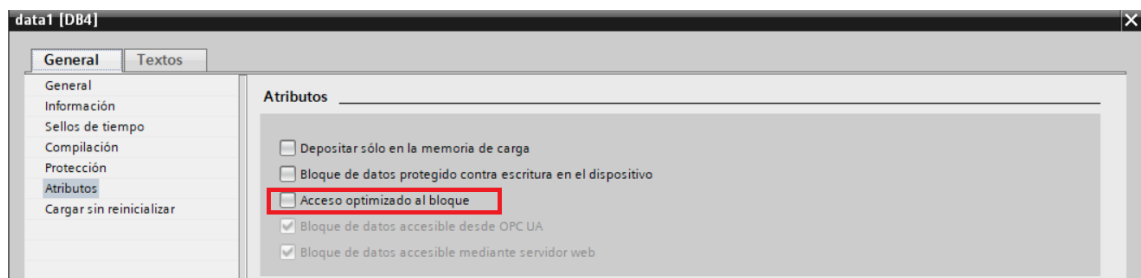 data1 [DB4]
General Textos
General
Información
Sellos de tiempo
Compilación
Protección
Atributos
Cargar sin reinicializar
Atributos
Depositar sólo en la memoria de carga
Bloque de datos protegido contra escritura en el dispositivo
Acceso optimizado al bloque
Bloque de datos accesible desde OPC UA
Bloque de datos accesible mediante servidor web